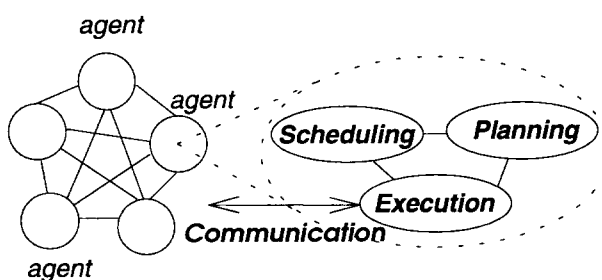 agent
agent
Scheduling
Planning
Execution
Communication
agent